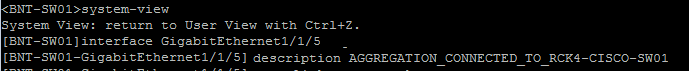 <BNT-SW01>system-view
System View: return to User View with Ctrl+Z.
[BNT-SW01]interface GigabitEthernet1/1/5
[BNT-SW01-GigabitEthernet1/1/5] description AGGREGATION_CONNECTED_TO_RCK4-CISCO-SW01